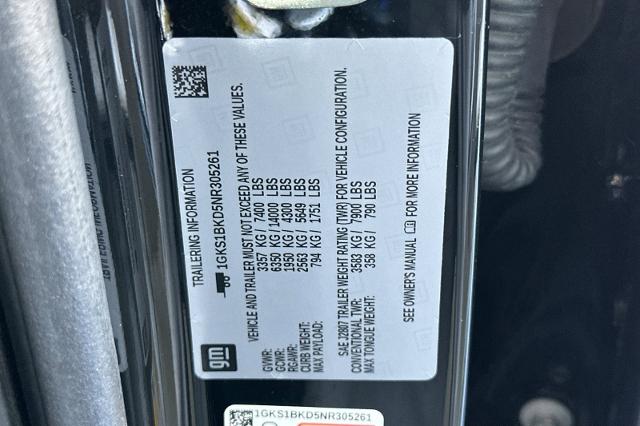 TRAILERING INFORMATION
1GKS1BKD5NR305261
VEHICLE AND TRAILER MUST NOT EXCEED ANY OF THESE VALUES.
GVWR: 3357 KG / 7400 LBS
GCWR: 6350 KG / 14000 LBS
RGAWR: 1950 KG / 4300 LBS
CURB WEIGHT: 2563 KG / 5649 LBS
MAX PAYLOAD: 794 KG / 1751 LBS
SAE J2807 TRAILER WEIGHT RATING (TWR) FOR VEHICLE CONFIGURATION.
CONVENTIONAL TWR: 3583 KG / 7900 LBS
MAX TONGUE WEIGHT: 358 KG / 790 LBS
SEE OWNER'S MANUAL FOR MORE INFORMATION
gm
1GKS1BKD5NR305261